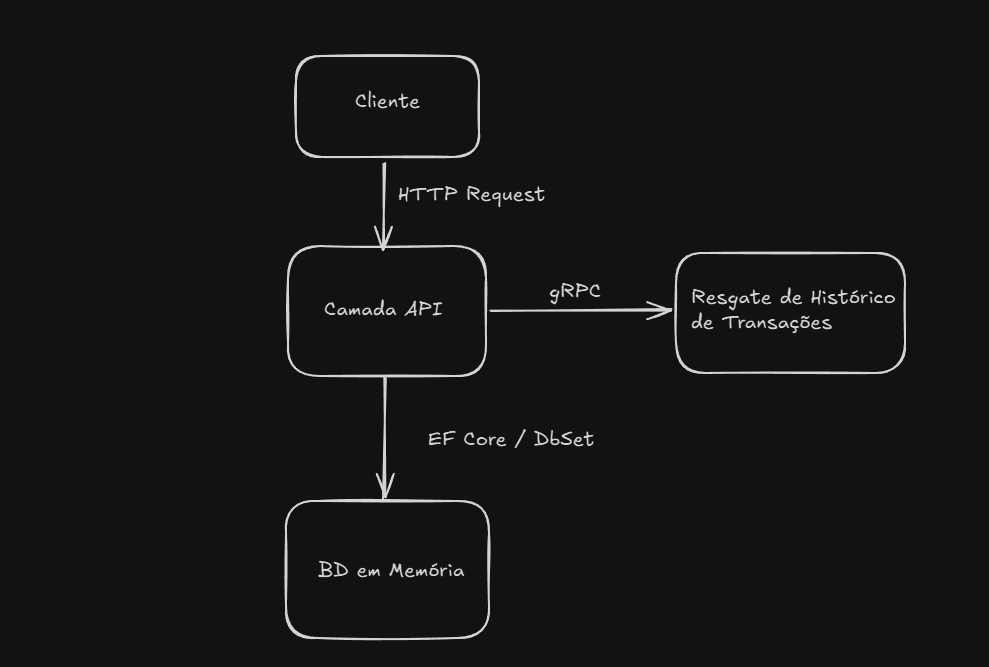 Cliente
HTTP Request
Camada API
gRPC
Resgate de Histórico
de Transações
EF Core / DbSet
BD em Memória